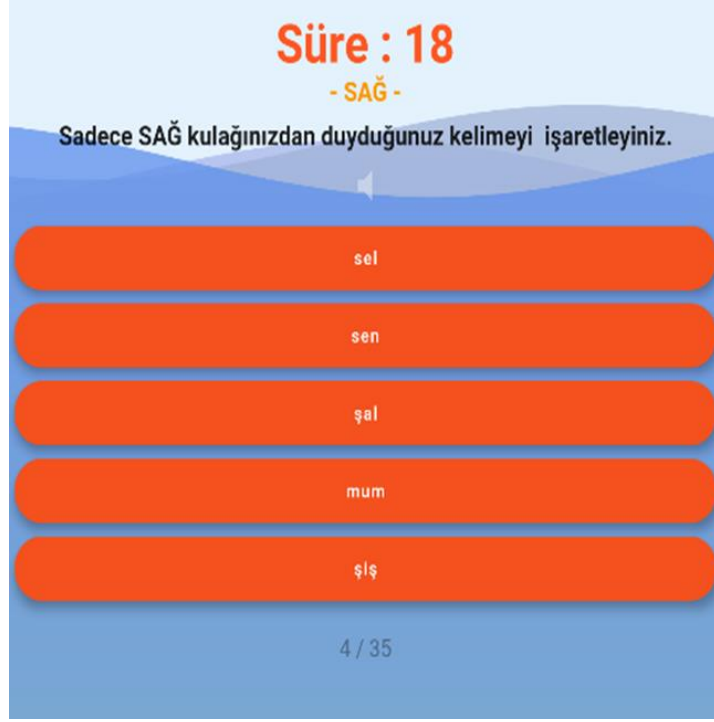 Süre : 18
- SAĞ -
Sadece SAĞ kulağınızdan duyduğunuz kelimeyi işaretleyiniz.
sel
sen
şal
mum
şiş
4 / 35